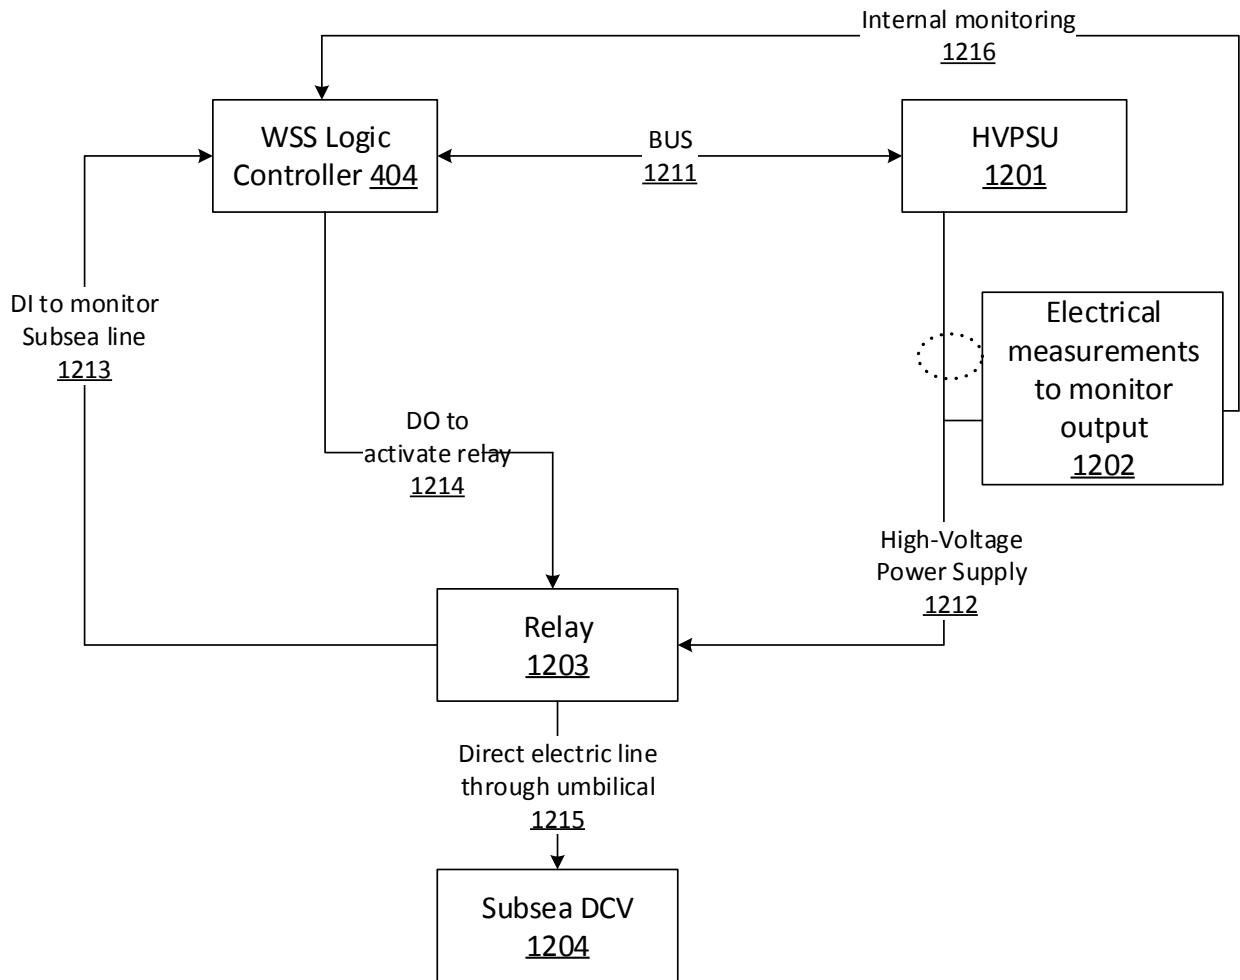 Internal monitoring
1216
WSS Logic
Controller 404
BUS
1211
HVPSU
1201
DI to monitor
Subsea line
1213
Electrical
measurements
to monitor
output
1202
DO to
activate relay
1214
High-Voltage
Power Supply
1212
Relay
1203
Direct electric line
through umbilical
1215
Subsea DCV
1204